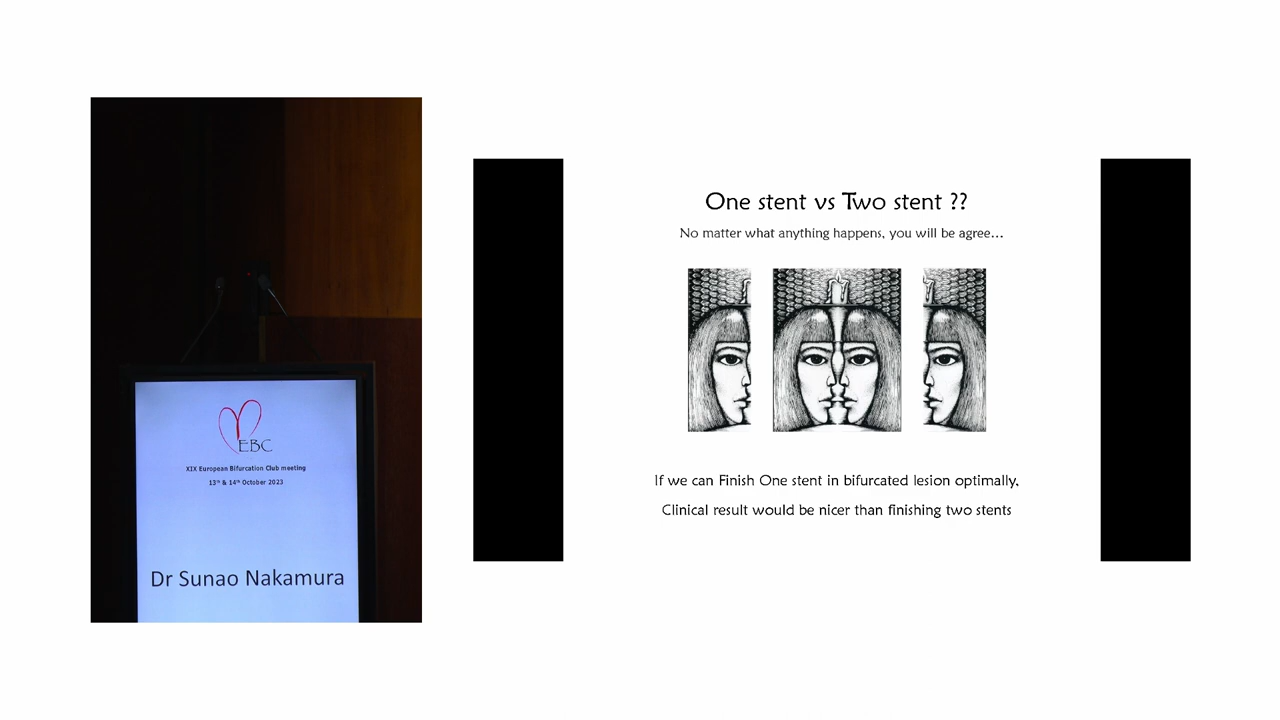 EBC
XIX European Bifurcation Club meeting
13th & 14th October 2023
Dr Sunao Nakamura
One stent vs Two stent ??
No matter what anything happens, you will be agree...
If we can Finish One stent in bifurcated lesion optimally,
Clinical result would be nicer than finishing two stents